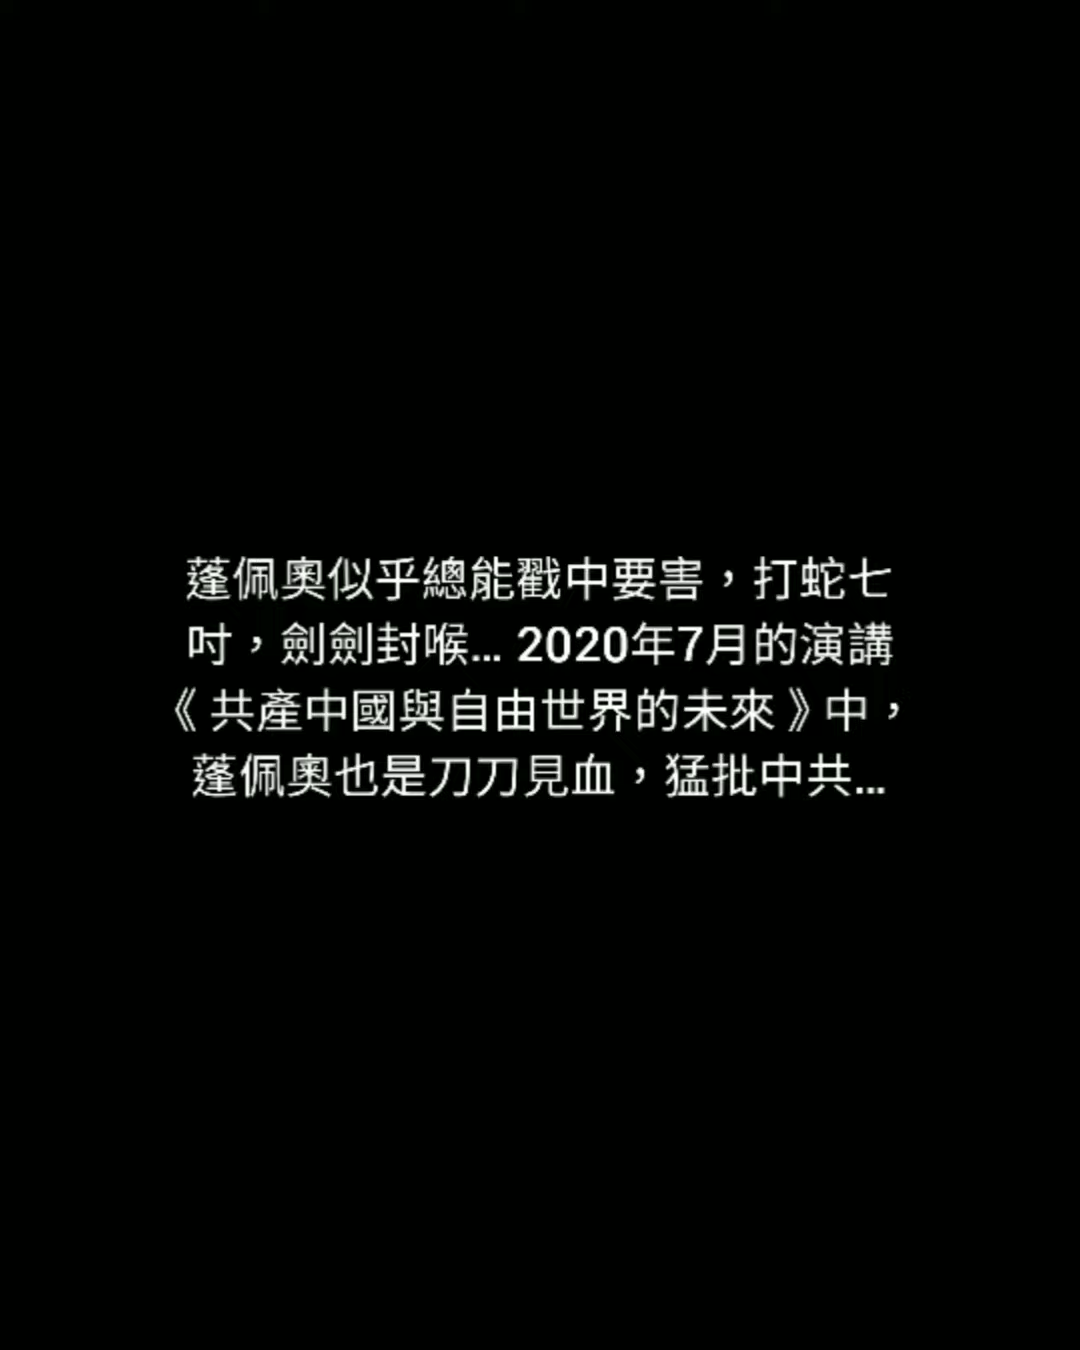 蓬佩奧似乎總能戳中要害，打蛇七
吋，劍劍封喉... 2020年7月的演講
《 共產中國與自由世界的未來 》中，
蓬佩奧也是刀刀見血，猛批中共...